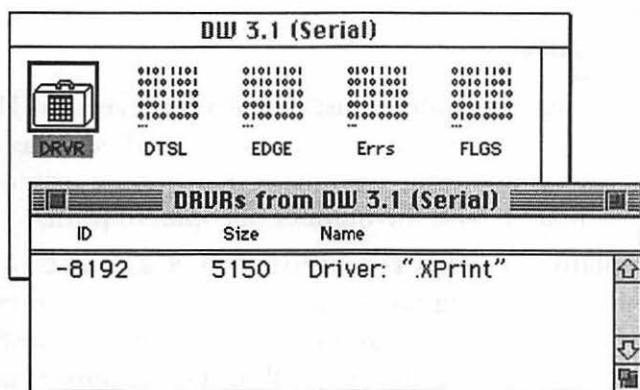 DW 3.1 (Serial)
DRVR DTSL EDGE Errs FLGS
DRVRs from DW 3.1 (Serial)
ID Size Name
-8192 5150 Driver: ".XPrint"